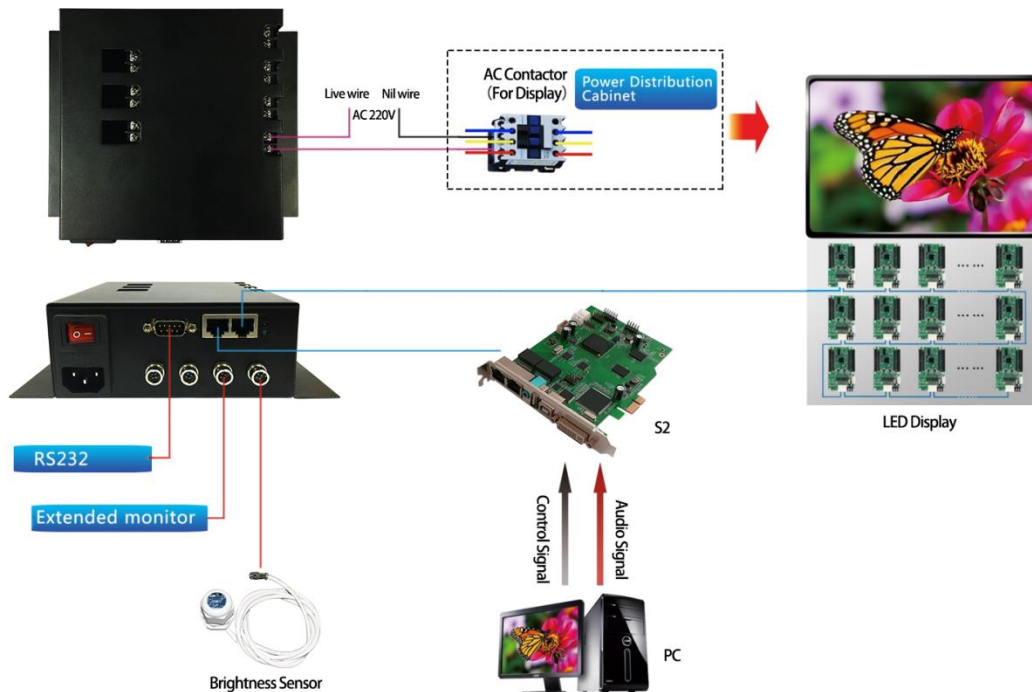 AC Contactor
(For Display)
Power Distribution
Cabinet
Live wire
Nil wire
AC 220V
LED Display
S2
RS232
Extended monitor
Control Signal
Audio Signal
PC
Brightness Sensor